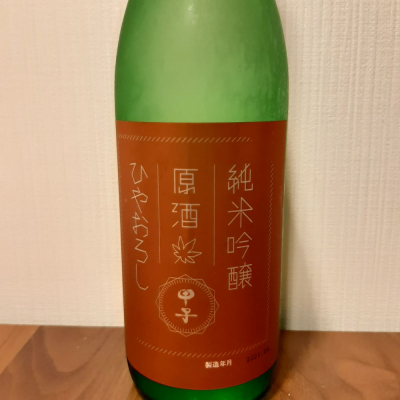 純米吟醸
原酒
ひやおろし
甲子
製造年月